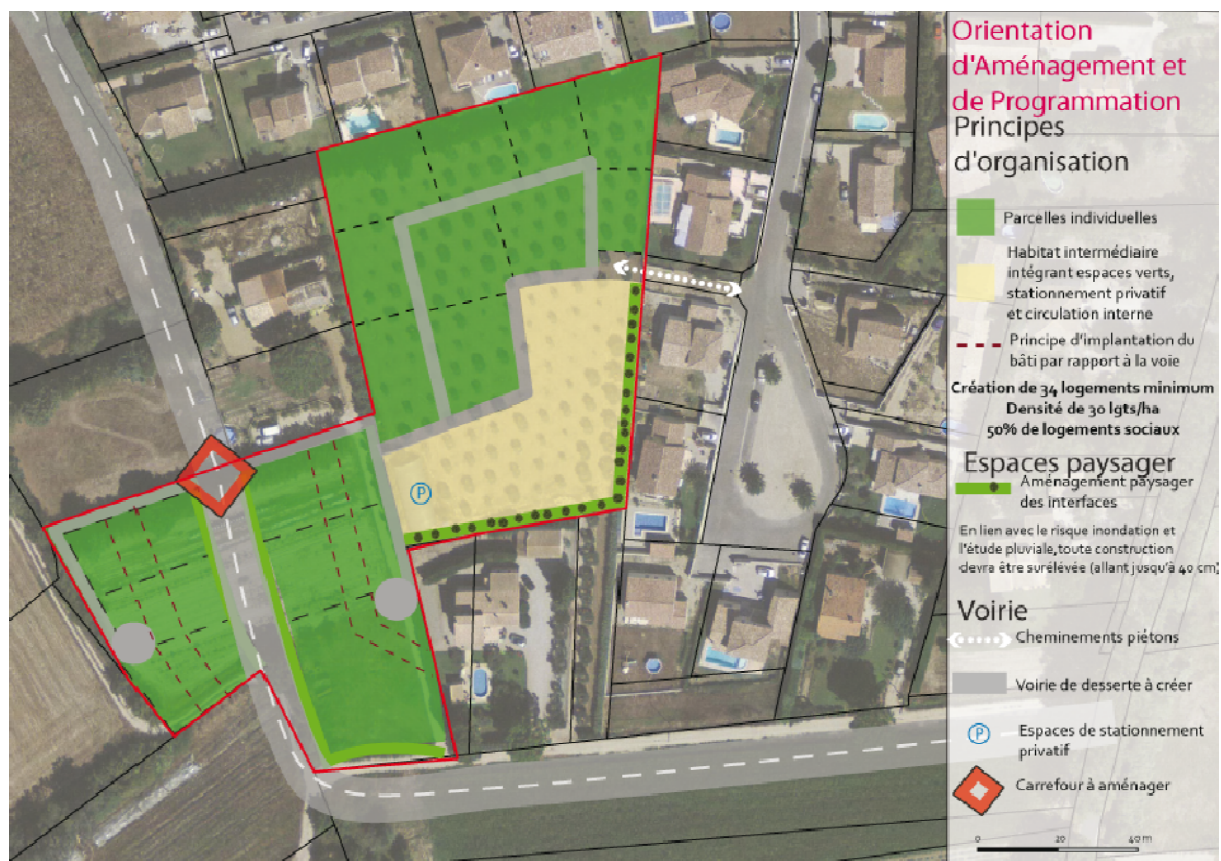 Orientation
d'Aménagement et
de Programmation
Principes
d'organisation
Parcelles individuelles
Habitat intermédiaire
intégrant espaces verts,
stationnement privatif
et circulation interne
Principe d'implantation du
bâti par rapport à la voie
Création de 34 logements minimum
Densité de 30 lgts/ha
50% de logements sociaux
Espaces paysager
Aménagement paysager
des interfaces
En lien avec le risque inondation et
l'étude pluviale,toute construction
devra être surélévée (allant jusqu'à 40 cm)
Voirie
Cheminements piétons
Voirie de desserte à créer
P
Espaces de stationnement
privatif
Carrefour à aménager
0 20 40 m
P